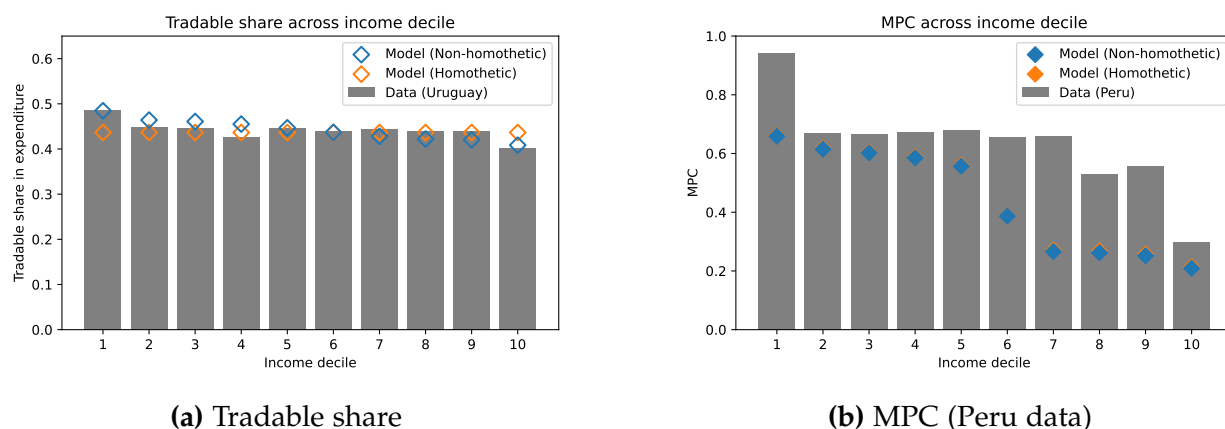 Tradable share across income decile
Model (Non-homothetic)
Model (Homothetic)
Data (Uruguay)
Tradable share in expenditure
0.6
0.5
0.4
0.3
0.2
0.1
0.0
1 2 3 4 5 6 7 8 9 10
Income decile
(a) Tradable share
MPC across income decile
Model (Non-homothetic)
Model (Homothetic)
Data (Peru)
MPC
1.0
0.8
0.6
0.4
0.2
0.0
1 2 3 4 5 6 7 8 9 10
Income decile
(b) MPC (Peru data)